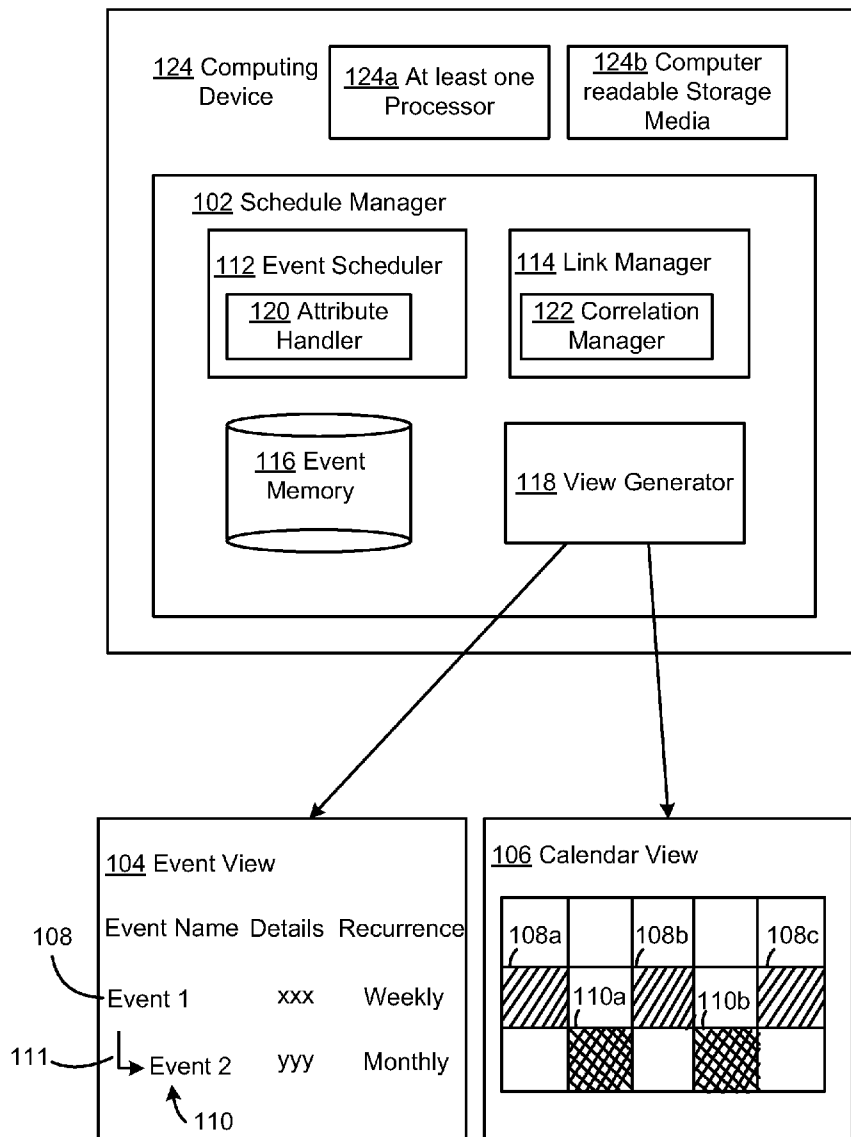 124 Computing
Device
124a At least one
Processor
124b Computer
readable Storage
Media
102 Schedule Manager
112 Event Scheduler
120 Attribute
Handler
114 Link Manager
122 Correlation
Manager
116 Event
Memory
118 View Generator
104 Event View
Event Name Details Recurrence
108
Event 1 xxx Weekly
111
Event 2 yyy Monthly
110
106 Calendar View
108a 108b 108c
110a 110b